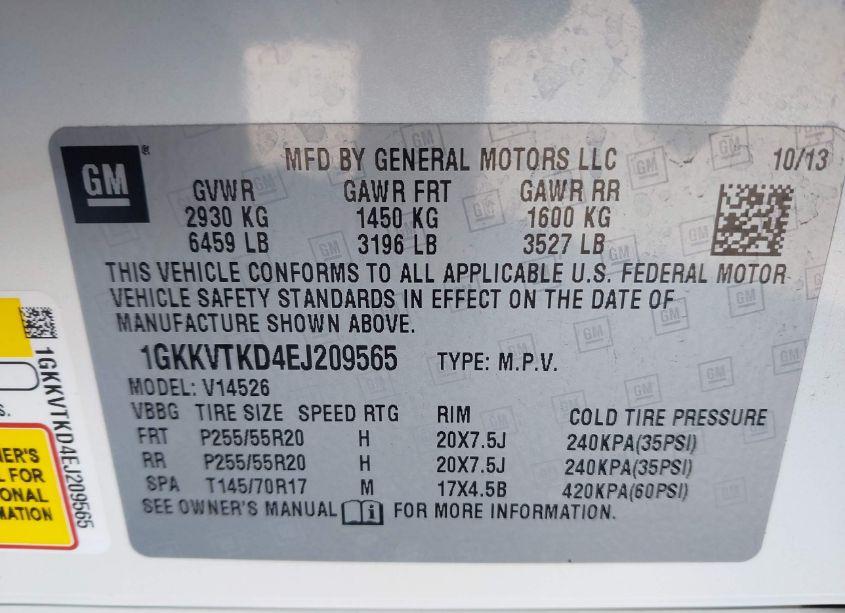 GM
MFD BY GENERAL MOTORS LLC 10/13
GVWR GAWR FRT GAWR RR
2930 KG 1450 KG 1600 KG
6459 LB 3196 LB 3527 LB
THIS VEHICLE CONFORMS TO ALL APPLICABLE U.S. FEDERAL MOTOR
VEHICLE SAFETY STANDARDS IN EFFECT ON THE DATE OF
MANUFACTURE SHOWN ABOVE.
1GKKVTKD4EJ209565 TYPE: M.P.V.
MODEL: V14526
VBBG TIRE SIZE SPEED RTG RIM COLD TIRE PRESSURE
FRT P255/55R20 H 20X7.5J 240KPA(35PSI)
RR P255/55R20 H 20X7.5J 240KPA(35PSI)
SPA T145/70R17 M 17X4.5B 420KPA(60PSI)
SEE OWNER'S MANUAL FOR MORE INFORMATION.
1GKKVTKD4EJ209565